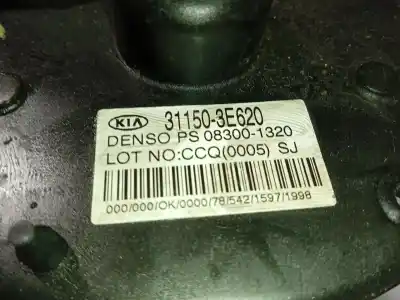 KIA 31150-3E620
DENSO PS 08300-1320
LOT NO:CCQ(0005) SJ
000/000/OK/0000/78/542/1597/1998